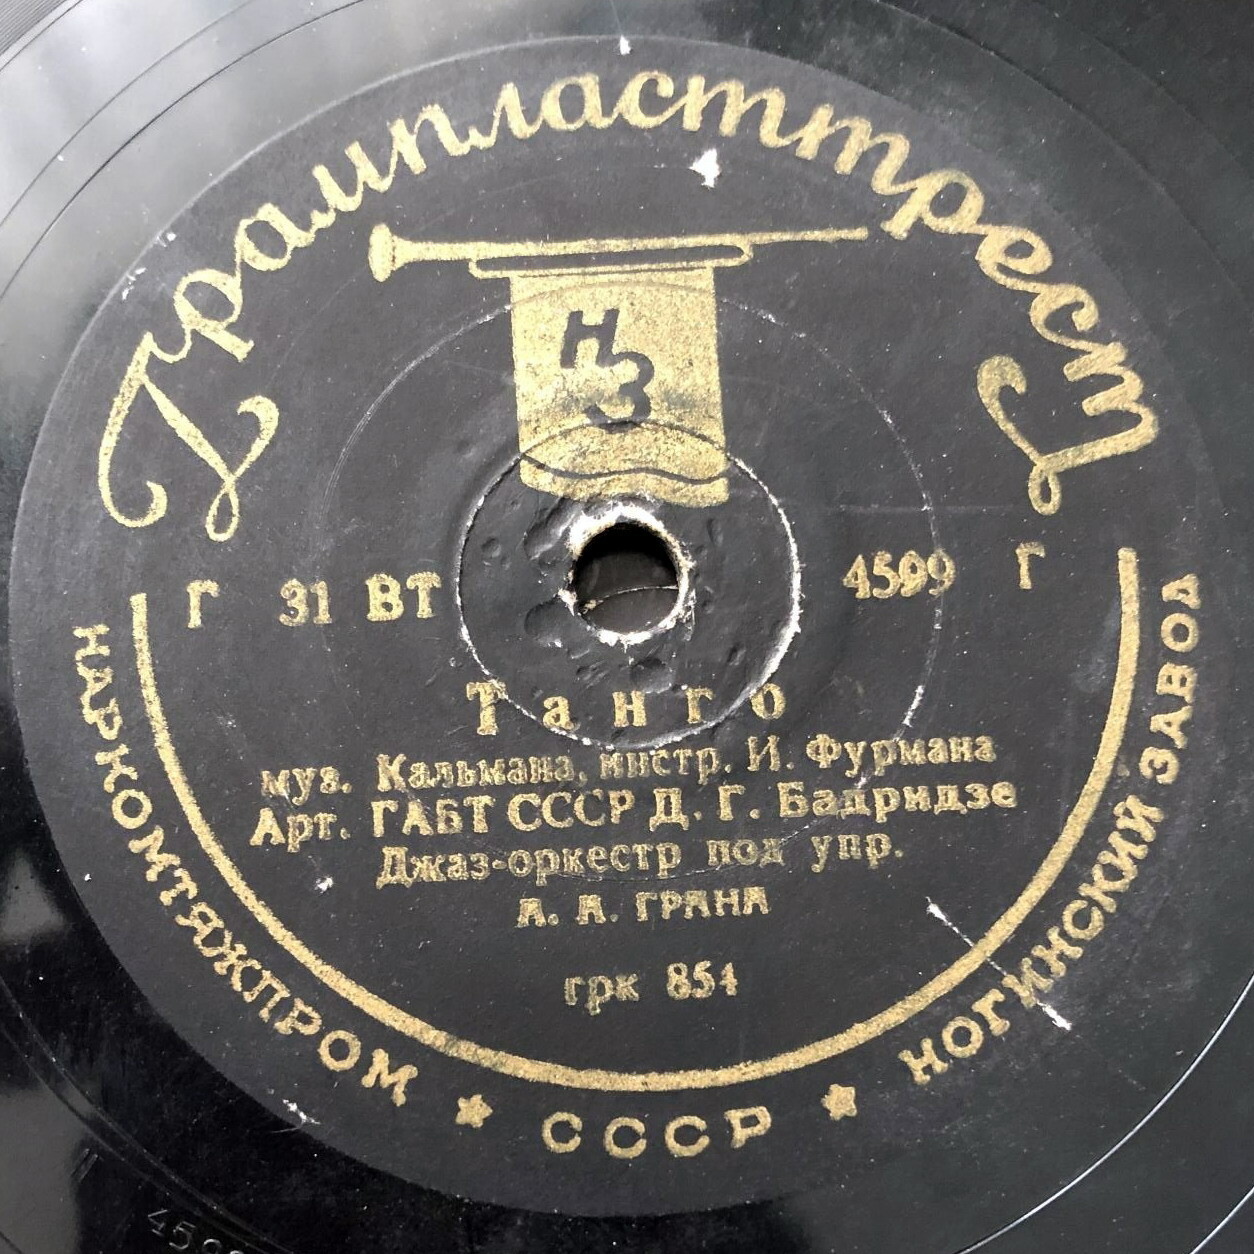 Грампласттрест
НЗ
Г 31 ВТ 4599 Г
Танго
муз. Кальмана, инстр. И. Фурмана
Арт. ГАБТ СССР Д. Г. Бадридзе
Джаз-оркестр под упр.
А. А. ГРАНА
грк 854
НАРКОМТЯЖПРОМ ★ СССР ★ НОГИНСКИЙ ЗАВОД